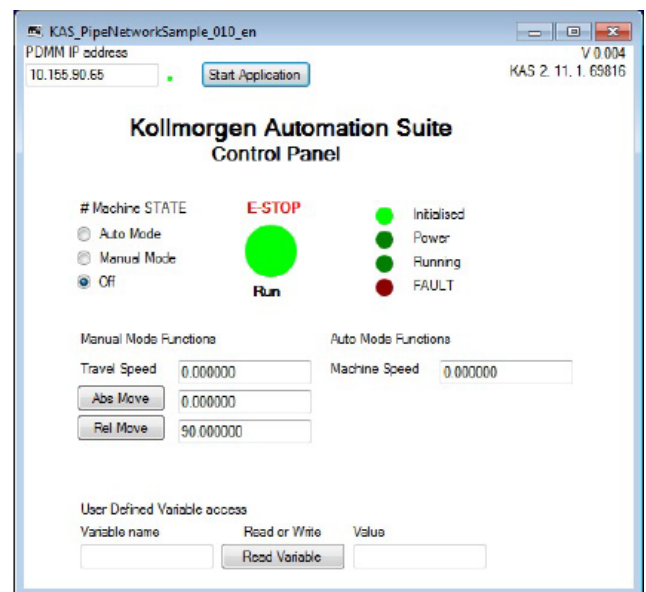 KAS_PipeNetworkSample_010_en
PDMM IP address
V 0.004
10.155.90.65
Start Application
KAS 2. 11. 1. 69816
Kollmorgen Automation Suite
Control Panel
# Machine STATE
E-STOP
Initialised
Auto Mode
Power
Manual Mode
Running
Off
Run
FAULT
Manual Mode Functions
Auto Mode Functions
Travel Speed
0.000000
Machine Speed
0.000000
Abs Move
0.000000
Rel Move
90.000000
User Defined Variable access
Variable name
Read or Write
Value
Read Variable